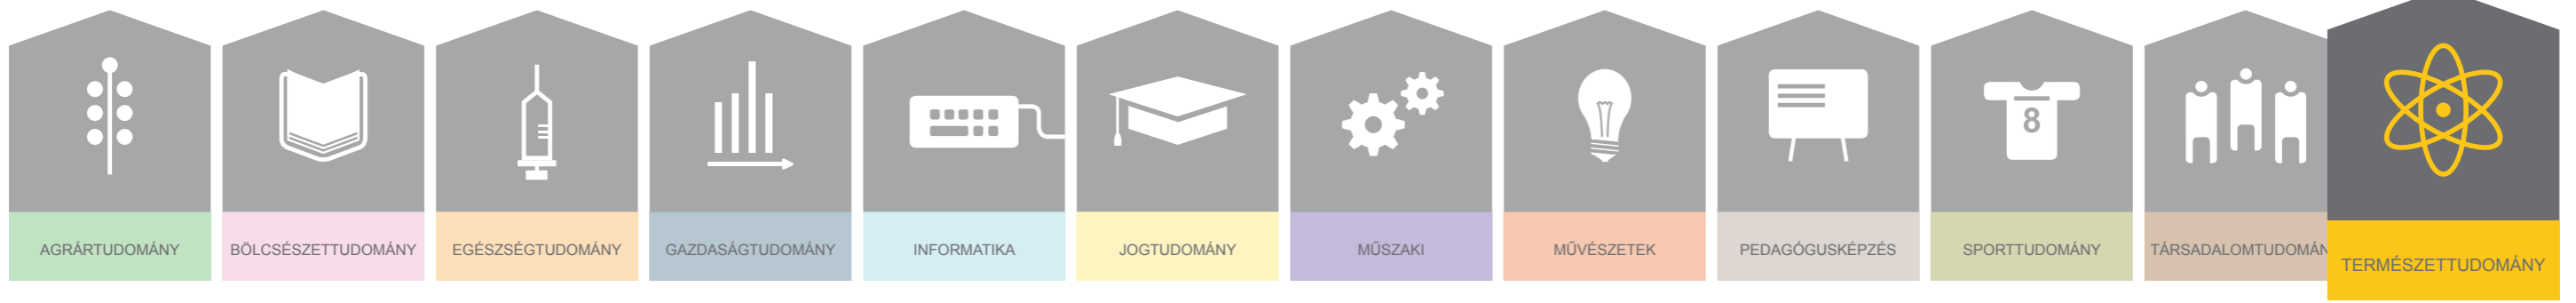 8
AGRÁRTUDOMÁNY
BÖLCSÉSZETTUDOMÁNY
EGÉSZSÉGTUDOMÁNY
GAZDASÁGTUDOMÁNY
INFORMATIKA
JOGTUDOMÁNY
MŰSZAKI
MŰVÉSZETEK
PEDAGÓGUSKÉPZÉS
SPORTTUDOMÁNY
TÁRSADALOMTUDOMÁN
TERMÉSZETTUDOMÁNY